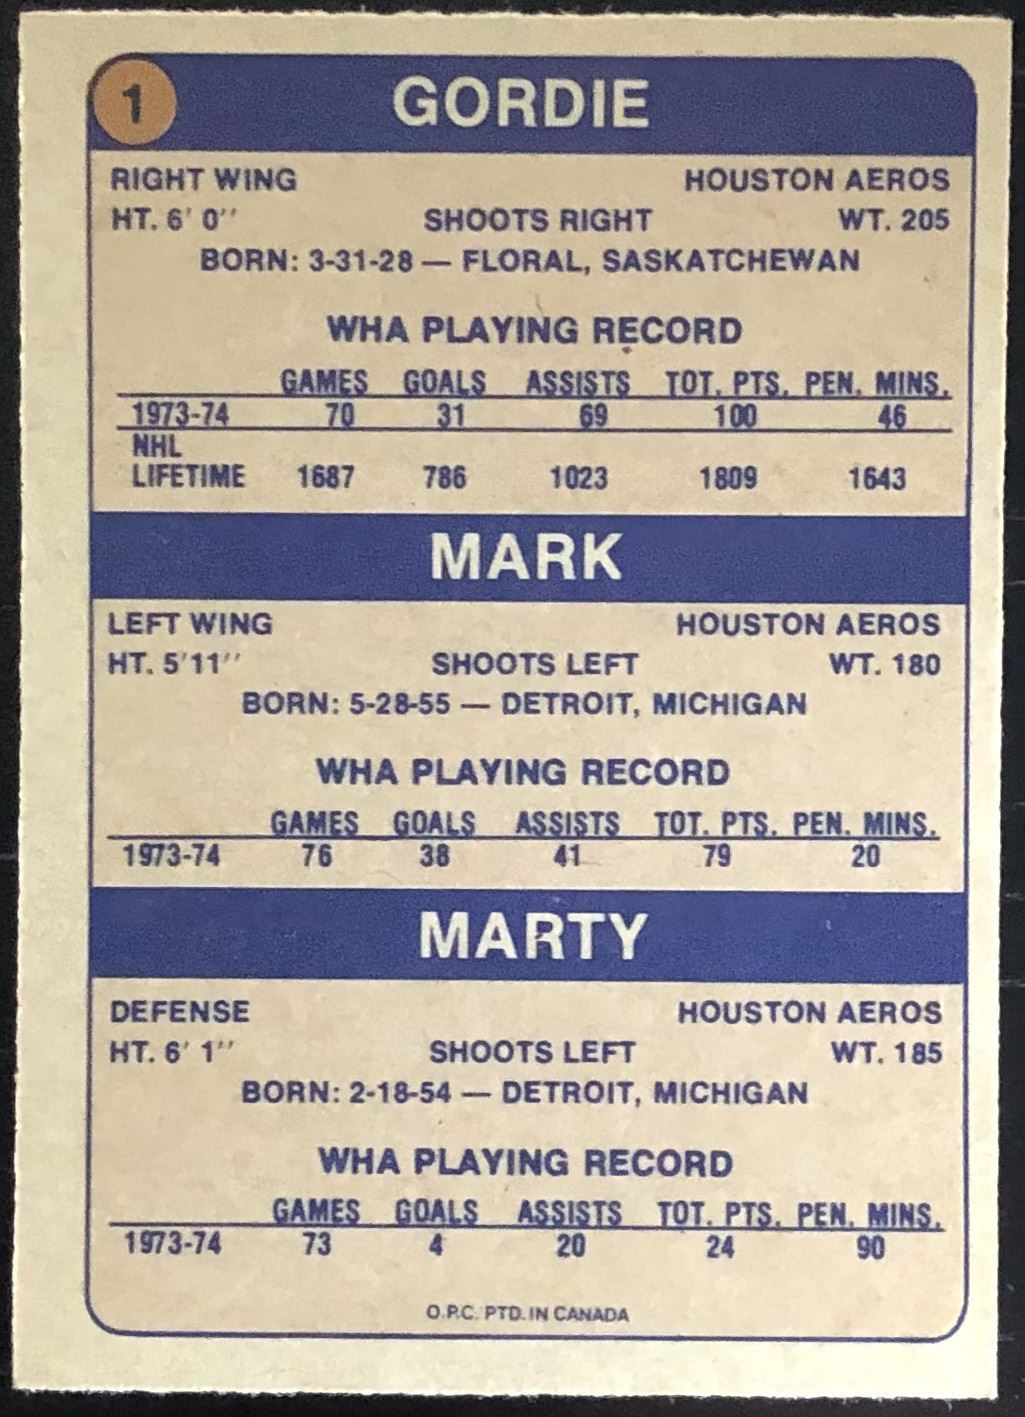 1
GORDIE
RIGHT WING HOUSTON AEROS
HT. 6' 0'' SHOOTS RIGHT WT. 205
BORN: 3-31-28 — FLORAL, SASKATCHEWAN
WHA PLAYING RECORD
GAMES GOALS ASSISTS TOT. PTS. PEN. MINS.
1973-74 70 31 69 100 46
NHL
LIFETIME 1687 786 1023 1809 1643
MARK
LEFT WING HOUSTON AEROS
HT. 5'11'' SHOOTS LEFT WT. 180
BORN: 5-28-55 — DETROIT, MICHIGAN
WHA PLAYING RECORD
GAMES GOALS ASSISTS TOT. PTS. PEN. MINS.
1973-74 76 38 41 79 20
MARTY
DEFENSE HOUSTON AEROS
HT. 6' 1'' SHOOTS LEFT WT. 185
BORN: 2-18-54 — DETROIT, MICHIGAN
WHA PLAYING RECORD
GAMES GOALS ASSISTS TOT. PTS. PEN. MINS.
1973-74 73 4 20 24 90
O.P.C. PTD. IN CANADA